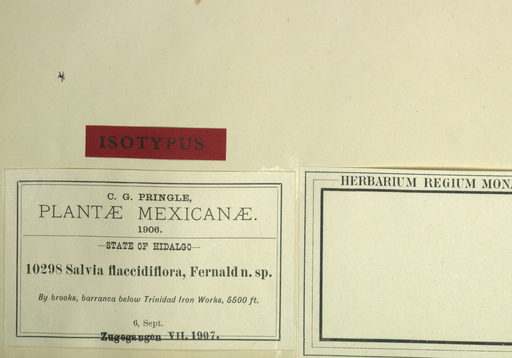 ISOTYPUS
C. G. PRINGLE,
PLANTÆ MEXICANÆ.
1906.
—STATE OF HIDALGO—
10298 Salvia flaccidiflora, Fernald n. sp.
By brooks, barranca below Trinidad Iron Works, 5500 ft.
6, Sept.
Zugegangen VII. 1907.
HERBARIUM REGIUM MONA